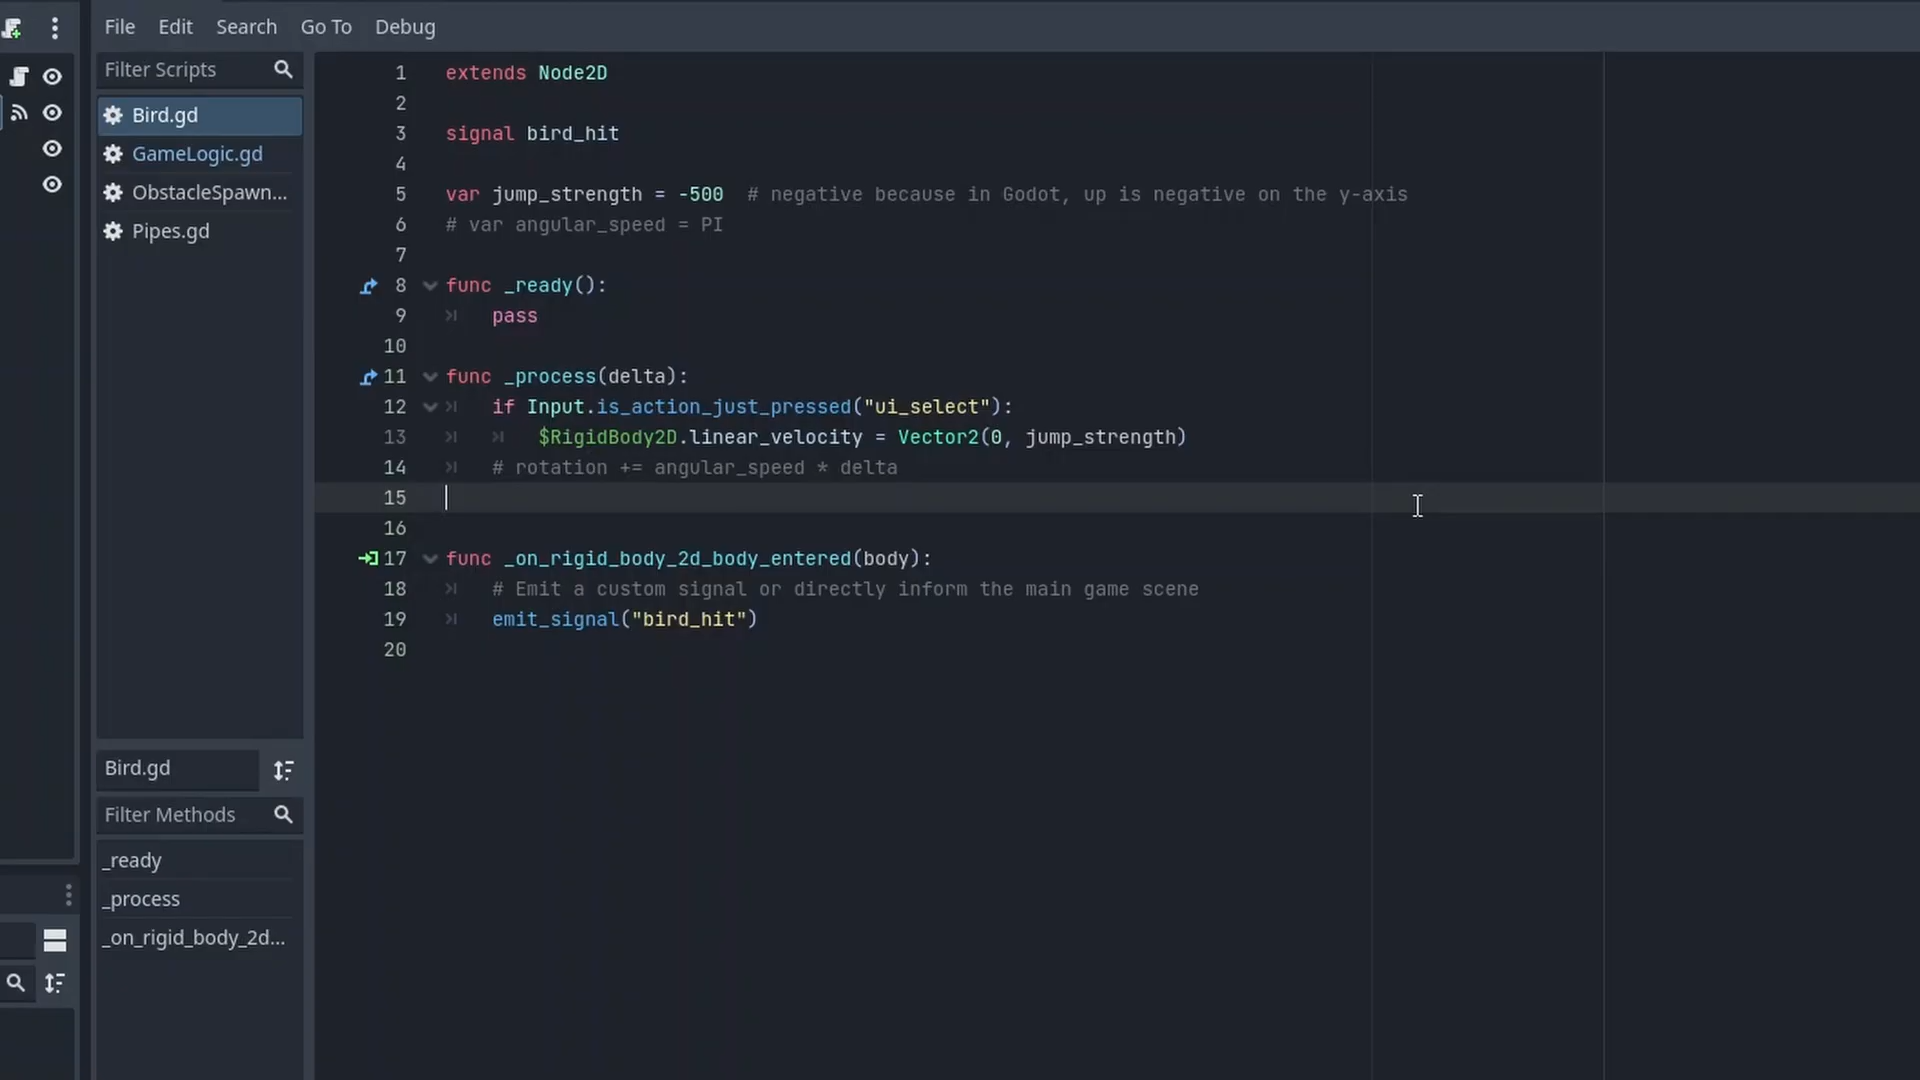 File Edit Search Go To Debug
Filter Scripts
Bird.gd
GameLogic.gd
ObstacleSpawn...
Pipes.gd
Bird.gd
Filter Methods
_ready
_process
_on_rigid_body_2d...
1 extends Node2D
2
3 signal bird_hit
4
5 var jump_strength = -500  # negative because in Godot, up is negative on the y-axis
6 # var angular_speed = PI
7
8 func _ready():
9 pass
10
11 func _process(delta):
12 if Input.is_action_just_pressed("ui_select"):
13 $RigidBody2D.linear_velocity = Vector2(0, jump_strength)
14 # rotation += angular_speed * delta
15
16
17 func _on_rigid_body_2d_body_entered(body):
18 # Emit a custom signal or directly inform the main game scene
19 emit_signal("bird_hit")
20